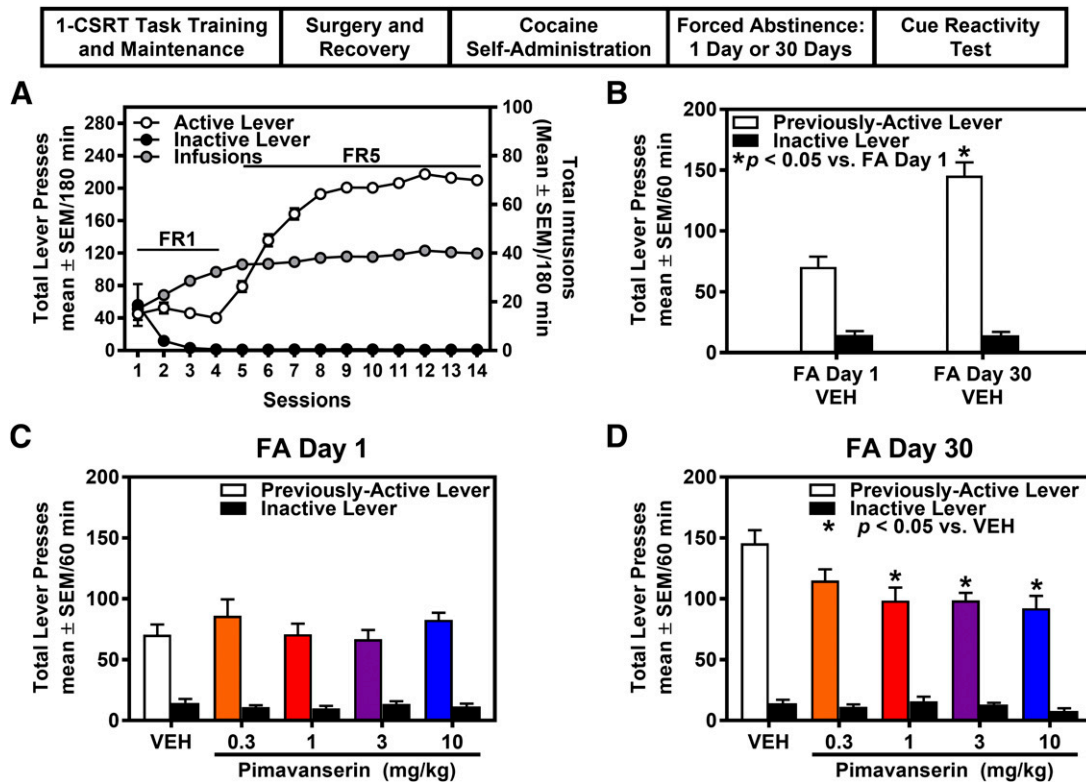 1-CSRT Task Training
and Maintenance
Surgery and
Recovery
Cocaine
Self-Administration
Forced Abstinence:
1 Day or 30 Days
Cue Reactivity
Test
A
Total Lever Presses
mean ± SEM/180 min
280
240
200
160
120
80
40
0
Active Lever
Inactive Lever
Infusions
FR1
FR5
100
80
60
40
20
0
Total Infusions
(Mean ± SEM)/180 min
1 2 3 4 5 6 7 8 9 10 11 12 13 14
Sessions
B
Total Lever Presses
mean ± SEM/60 min
200
150
100
50
0
Previously-Active Lever
Inactive Lever
*p < 0.05 vs. FA Day 1
*
FA Day 1
VEH
FA Day 30
VEH
C
FA Day 1
Total Lever Presses
mean ± SEM/60 min
200
150
100
50
0
Previously-Active Lever
Inactive Lever
VEH 0.3 1 3 10
Pimavanserin (mg/kg)
D
FA Day 30
Total Lever Presses
mean ± SEM/60 min
200
150
100
50
0
Previously-Active Lever
Inactive Lever
* p < 0.05 vs. VEH
* * *
VEH 0.3 1 3 10
Pimavanserin (mg/kg)